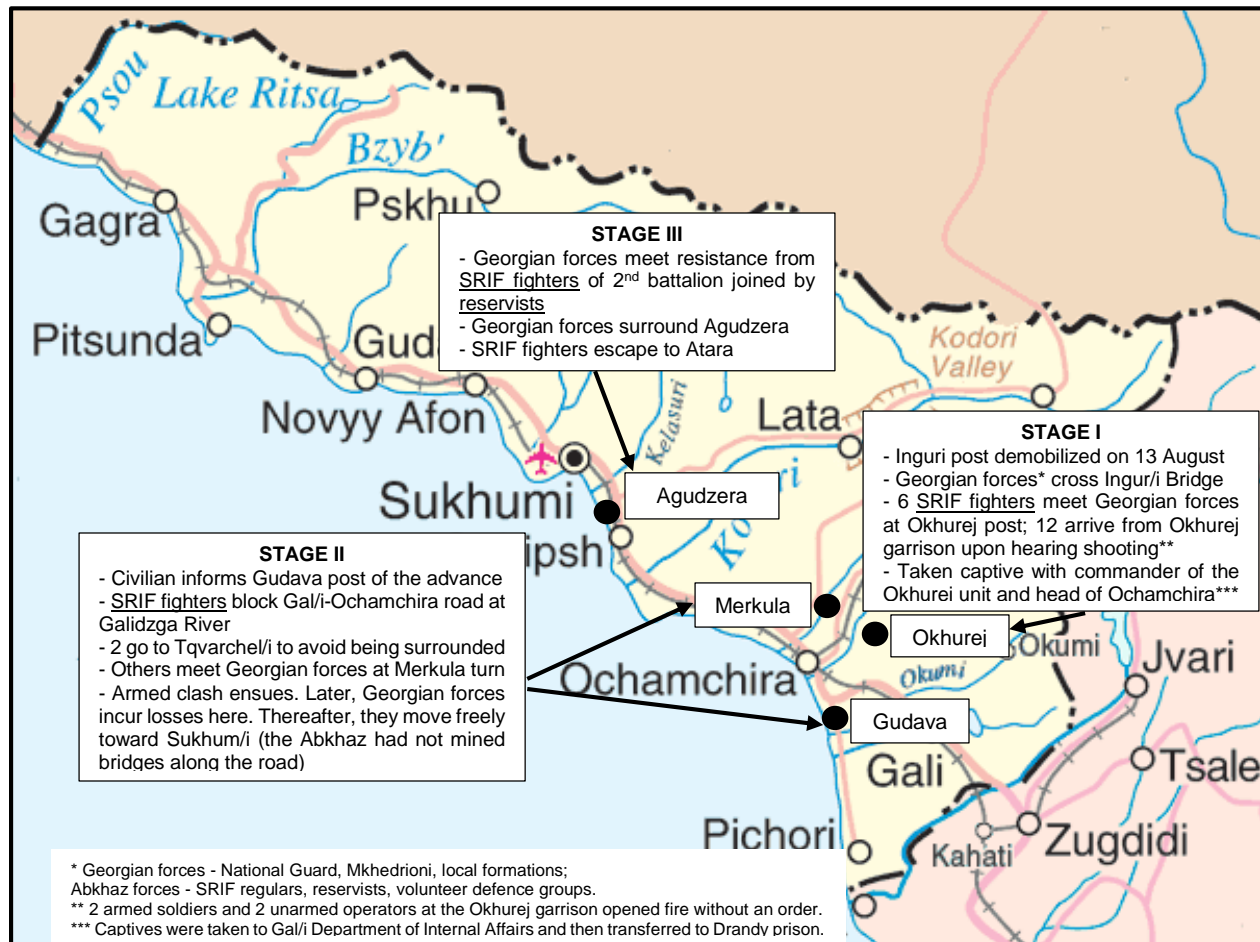 Psou
Lake Ritsa
Bzyb'
Pskhu
Gagra
Pitsunda
Novyy Afon
Sukhumi
Kelasuri
Lata
Kodori
Valley
STAGE III
- Georgian forces meet resistance from
SRIF fighters of 2nd battalion joined by
reservists
- Georgian forces surround Agudzera
- SRIF fighters escape to Atara
STAGE I
- Inguri post demobilized on 13 August
- Georgian forces* cross Ingur/i Bridge
- 6 SRIF fighters meet Georgian forces
at Okhurej post; 12 arrive from Okhurej
garrison upon hearing shooting**
- Taken captive with commander of the
Okhurei unit and head of Ochamchira***
Agudzera
STAGE II
- Civilian informs Gudava post of the advance
- SRIF fighters block Gal/i-Ochamchira road at
Galidzga River
- 2 go to Tqvarchel/i to avoid being surrounded
- Others meet Georgian forces at Merkula turn
- Armed clash ensues. Later, Georgian forces
incur losses here. Thereafter, they move freely
toward Sukhum/i (the Abkhaz had not mined
bridges along the road)
Merkula
Okhurej
Okumi
Jvari
Ochamchira
Okumi
Gudava
Gali
Tsale
Pichori
Kahati
Zugdidi
* Georgian forces - National Guard, Mkhedrioni, local formations;
Abkhaz forces - SRIF regulars, reservists, volunteer defence groups.
** 2 armed soldiers and 2 unarmed operators at the Okhurej garrison opened fire without an order.
*** Captives were taken to Gal/i Department of Internal Affairs and then transferred to Drandy prison.